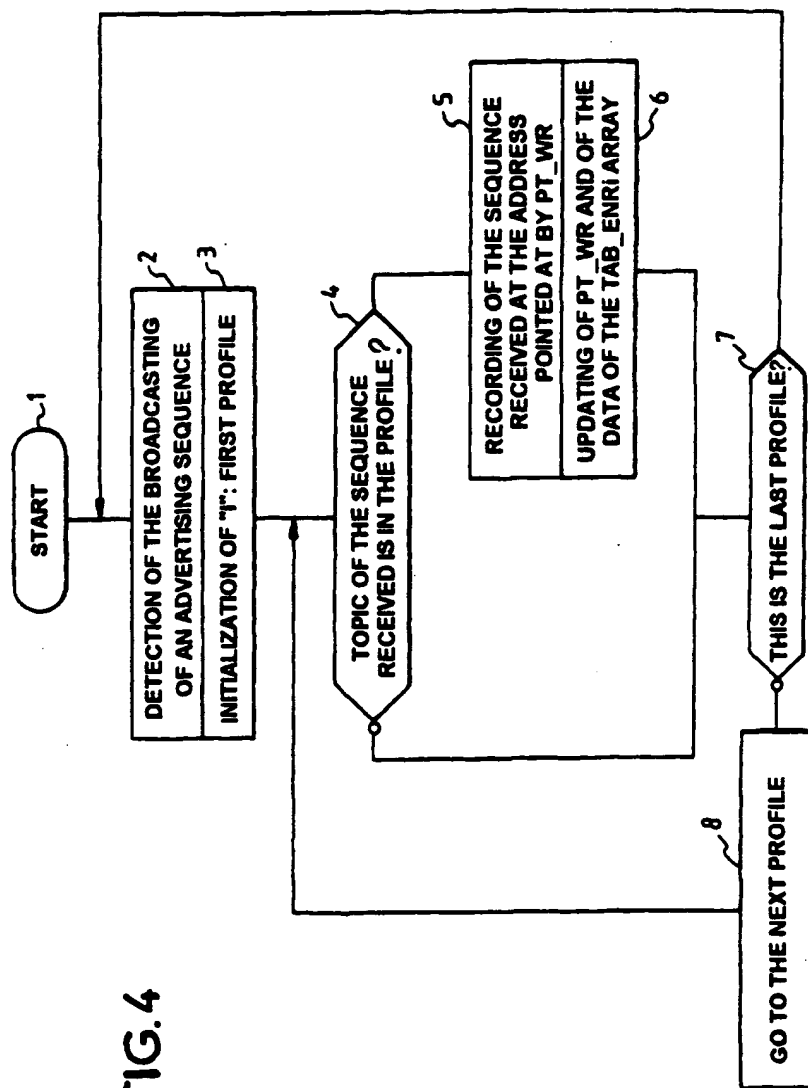 START
1
DETECTION OF THE BROADCASTING
OF AN ADVERTISING SEQUENCE
2
INITIALIZATION OF "I": FIRST PROFILE
3
TOPIC OF THE SEQUENCE
RECEIVED IS IN THE PROFILE ?
4
RECORDING OF THE SEQUENCE
RECEIVED AT THE ADDRESS
POINTED AT BY PT_WR
5
UPDATING OF PT_WR AND OF THE
DATA OF THE TAB_ENRi ARRAY
6
THIS IS THE LAST PROFILE?
7
GO TO THE NEXT PROFILE
8
FIG.4